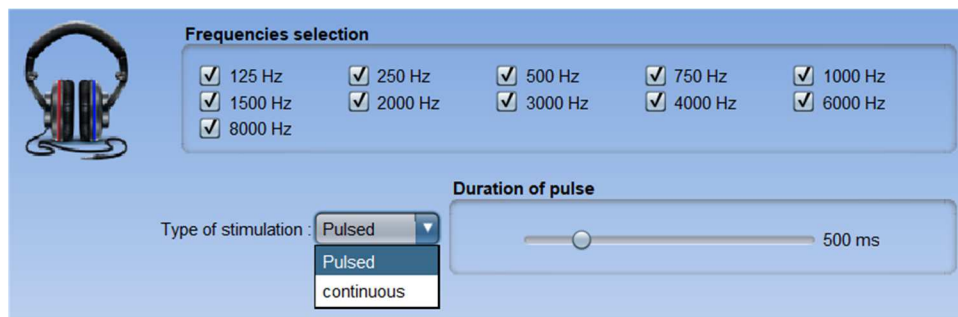 Frequencies selection
125 Hz 250 Hz 500 Hz 750 Hz 1000 Hz
1500 Hz 2000 Hz 3000 Hz 4000 Hz 6000 Hz
8000 Hz
Duration of pulse
Type of stimulation : Pulsed 500 ms
Pulsed
continuous